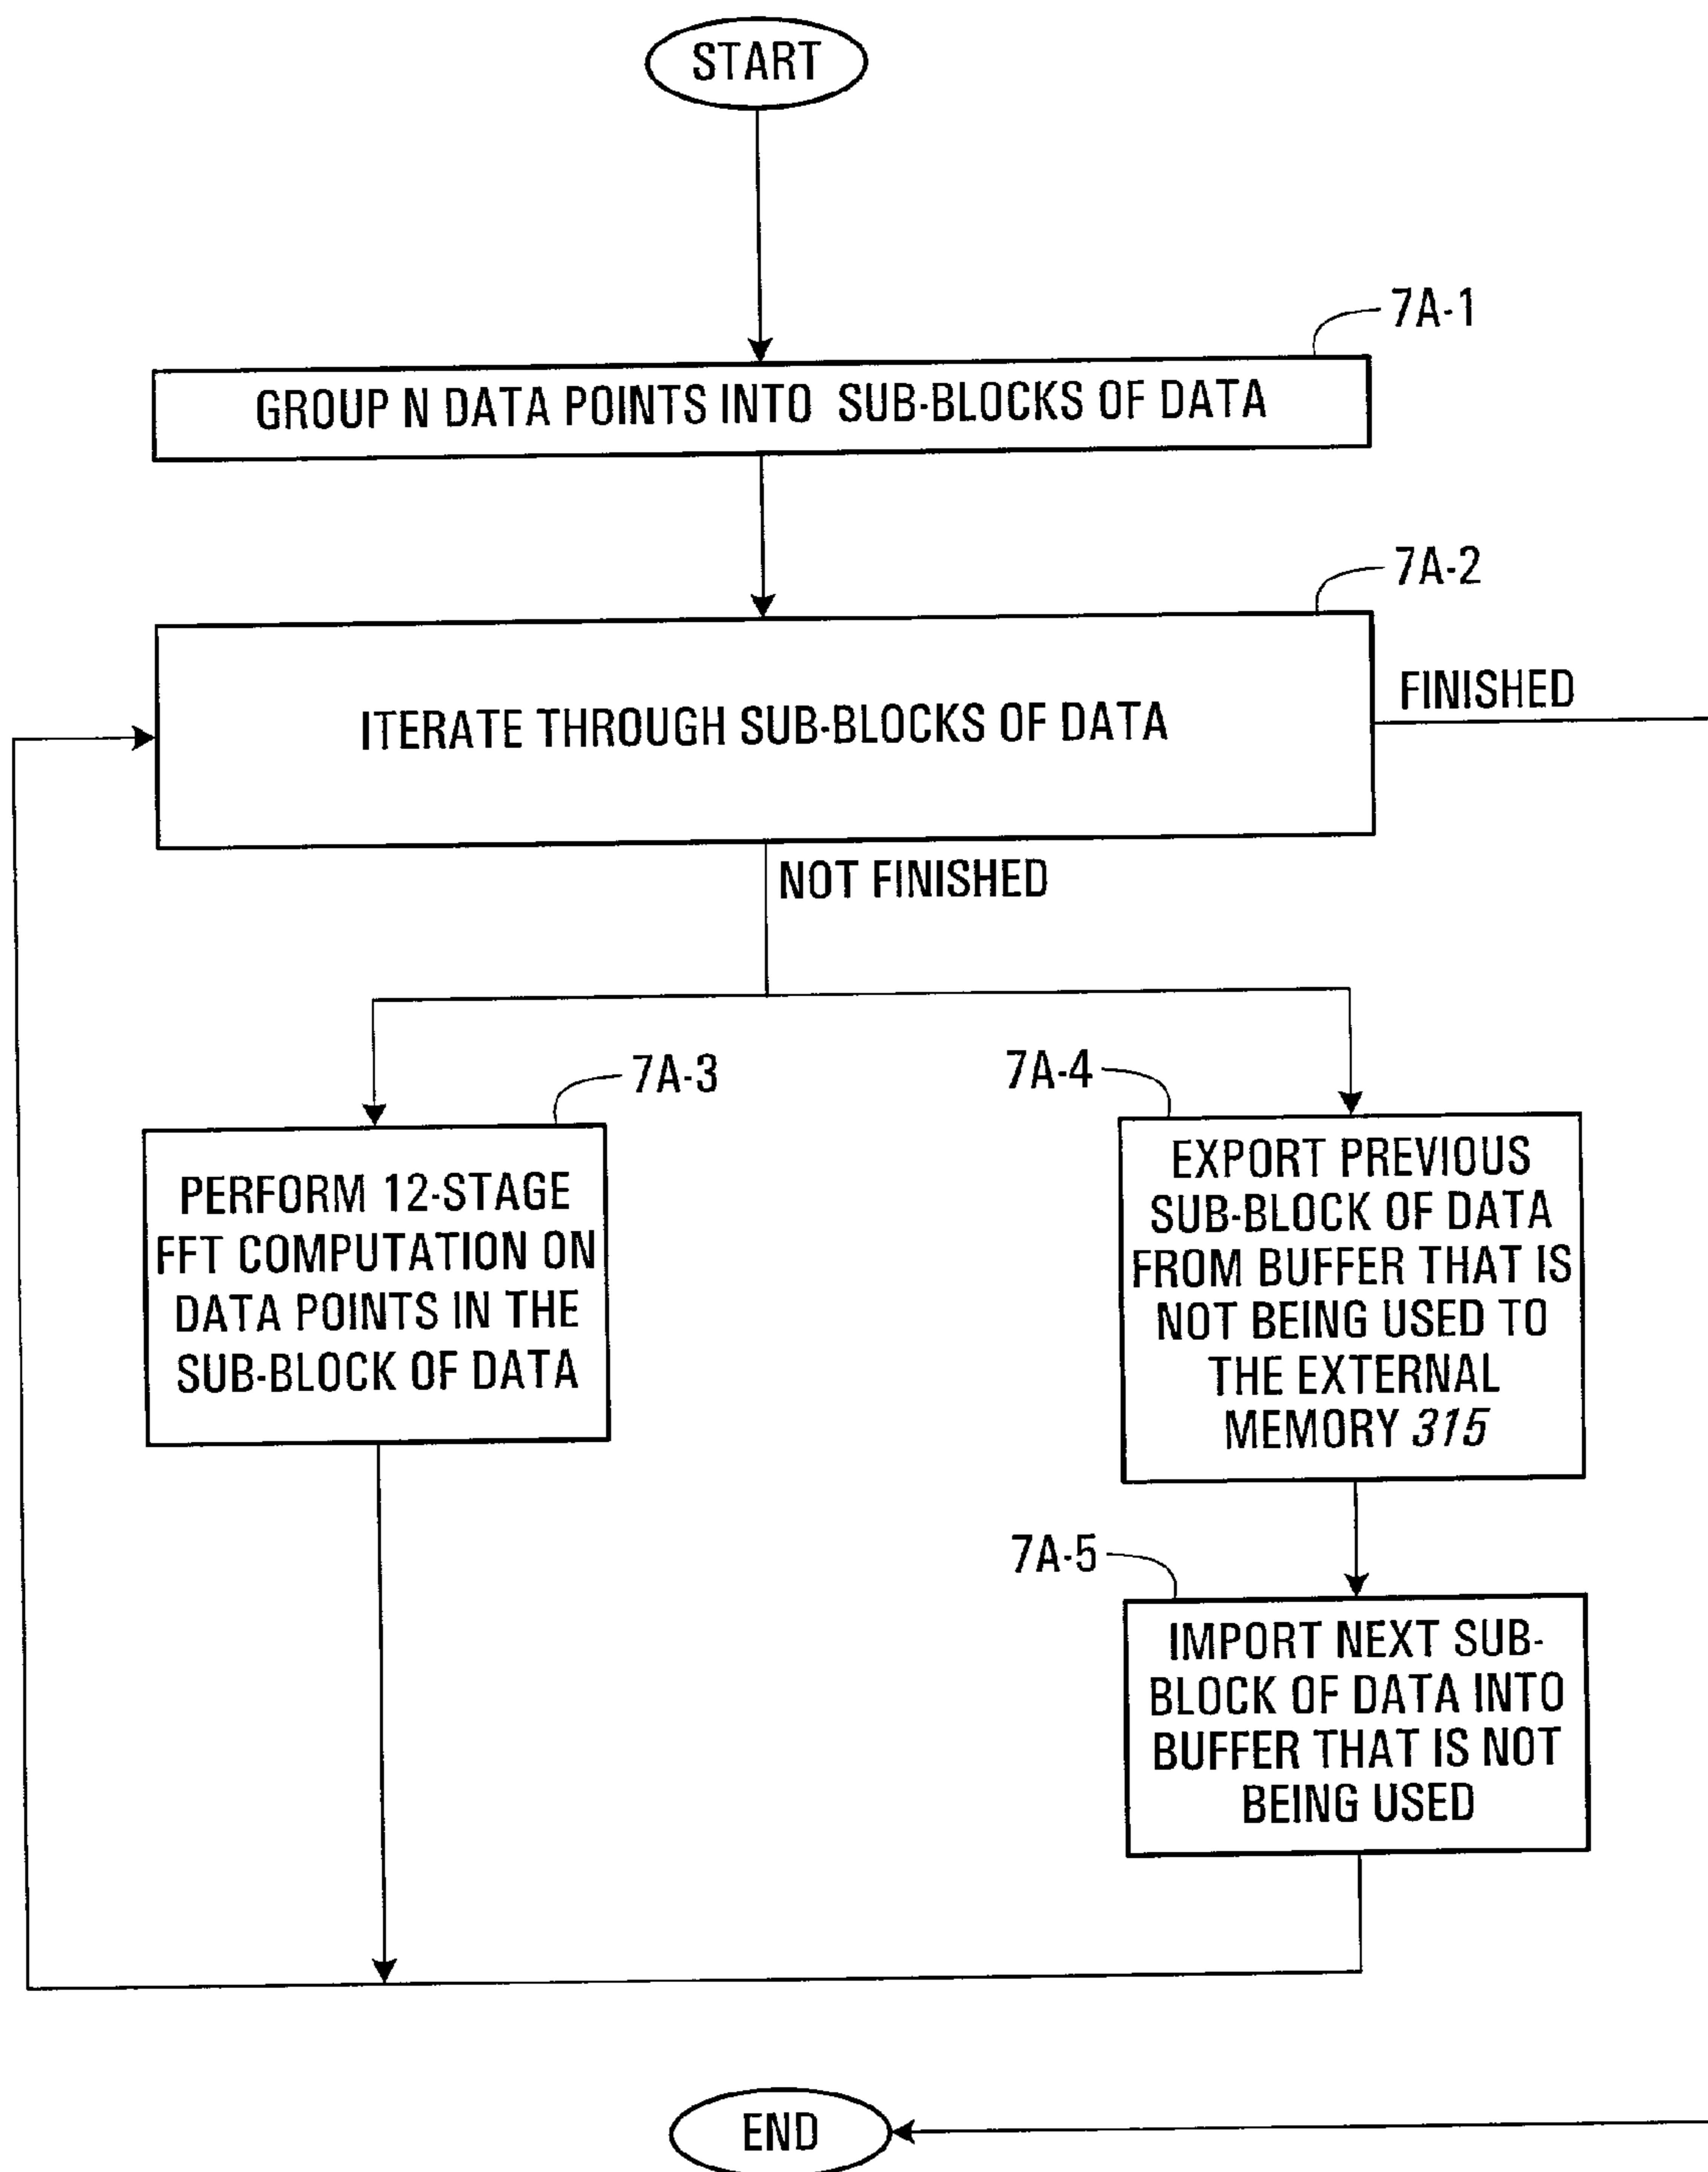 START
7A-1
GROUP N DATA POINTS INTO SUB-BLOCKS OF DATA
7A-2
ITERATE THROUGH SUB-BLOCKS OF DATA
FINISHED
NOT FINISHED
7A-3
PERFORM 12-STAGE
FFT COMPUTATION ON
DATA POINTS IN THE
SUB-BLOCK OF DATA
7A-4
EXPORT PREVIOUS
SUB-BLOCK OF DATA
FROM BUFFER THAT IS
NOT BEING USED TO
THE EXTERNAL
MEMORY 315
7A-5
IMPORT NEXT SUB-
BLOCK OF DATA INTO
BUFFER THAT IS NOT
BEING USED
END